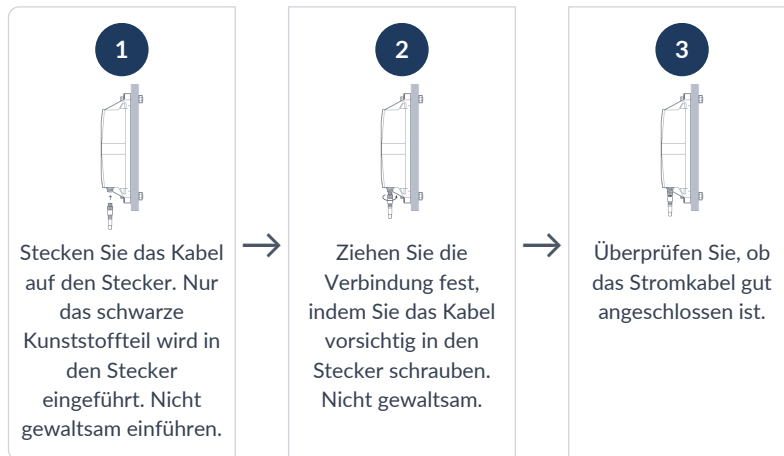 1
Stecken Sie das Kabel
auf den Stecker. Nur
das schwarze
Kunststoffteil wird in
den Stecker
eingeführt. Nicht
gewaltsam einführen.
2
Ziehen Sie die
Verbindung fest,
indem Sie das Kabel
vorsichtig in den
Stecker schrauben.
Nicht gewaltsam.
3
Überprüfen Sie, ob
das Stromkabel gut
angeschlossen ist.